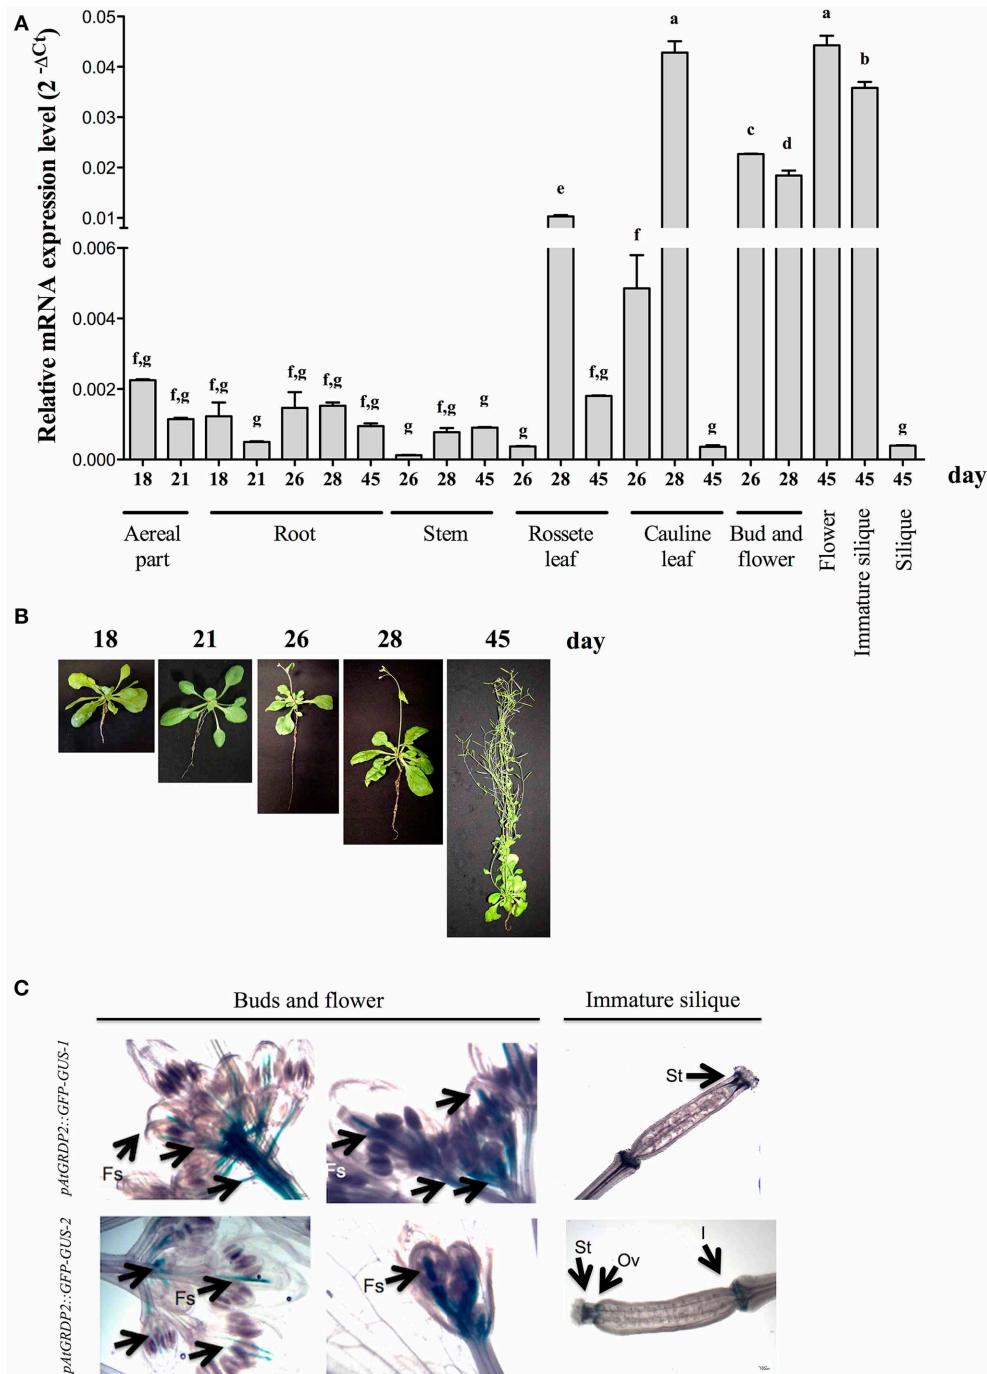 A
Relative mRNA expression level (2 -ΔCt)
0.05
0.04
0.03
0.02
0.01
0.006
0.004
0.002
0.000
f,g f,g f,g g f,g f,g f,g g f,g g g e f,g f a g c d a b g
18 21 18 21 26 28 45 26 28 45 26 28 45 26 28 45 26 28 45 45 45 day
Aereal part
Root
Stem
Rossete leaf
Cauline leaf
Bud and flower
Flower
Immature silique
Silique
B
18 21 26 28 45 day
C
Buds and flower
Immature silique
pAtGRDP2::GFP-GUS-1
Fs
Fs
St
pAtGRDP2::GFP-GUS-2
Fs
Fs
St
Ov
I